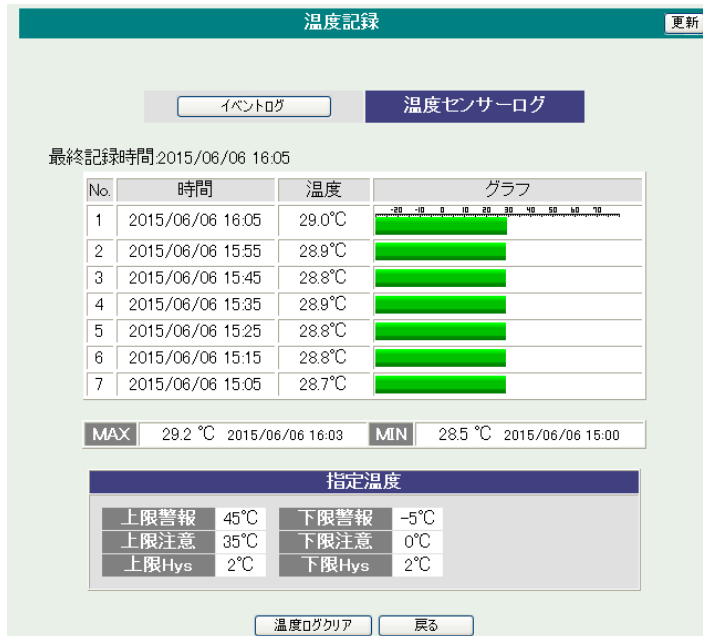 温度記録 更新
イベントログ 温度センサーログ
最終記録時間:2015/06/06 16:05
No. 時間 温度 グラフ
-20 -10 0 10 20 30 40 50 60 70
1 2015/06/06 16:05 29.0℃
2 2015/06/06 15:55 28.9℃
3 2015/06/06 15:45 28.8℃
4 2015/06/06 15:35 28.9℃
5 2015/06/06 15:25 28.8℃
6 2015/06/06 15:15 28.8℃
7 2015/06/06 15:05 28.7℃
MAX 29.2 ℃ 2015/06/06 16:03 MIN 28.5 ℃ 2015/06/06 15:00
指定温度
上限警報 45℃ 下限警報 -5℃
上限注意 35℃ 下限注意 0℃
上限Hys 2℃ 下限Hys 2℃
温度ログクリア 戻る